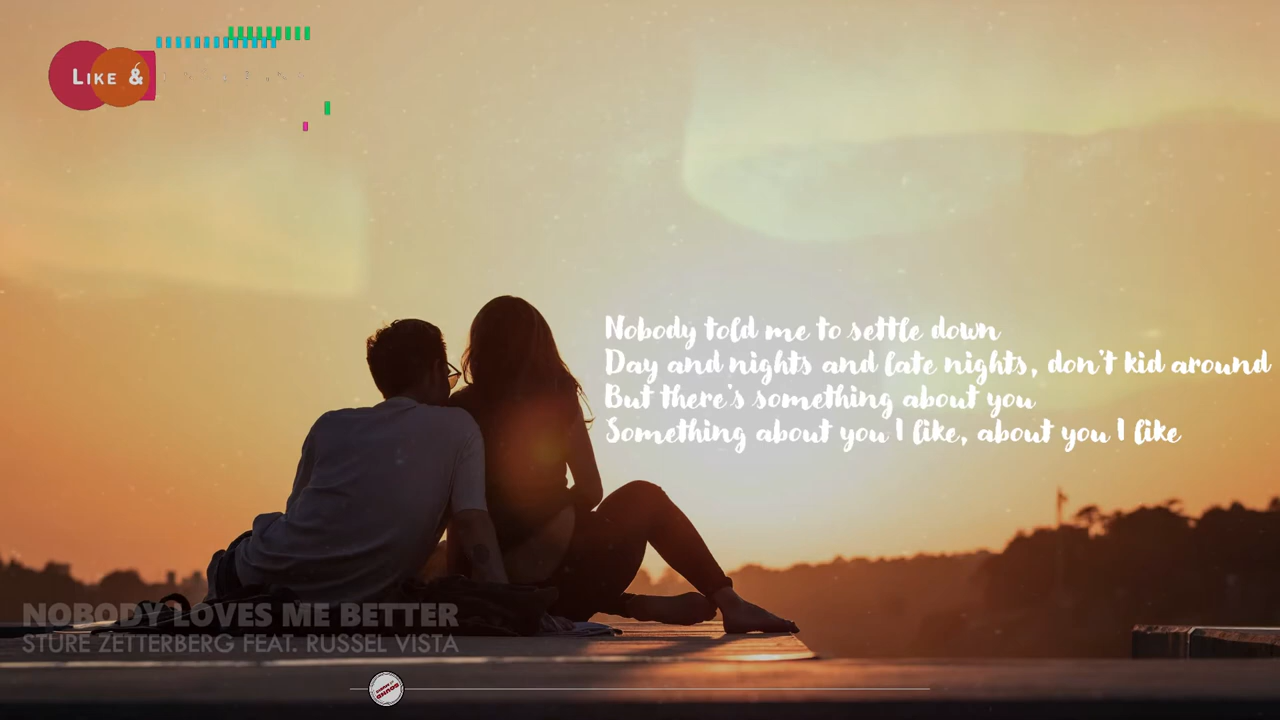 LIKE &
Nobody told me to settle down
Day and nights and late nights, don't kid around
But there's something about you
Something about you I like, about you I like
NOBODY LOVES ME BETTER
STURE ZETTERBERG FEAT. RUSSEL VISTA